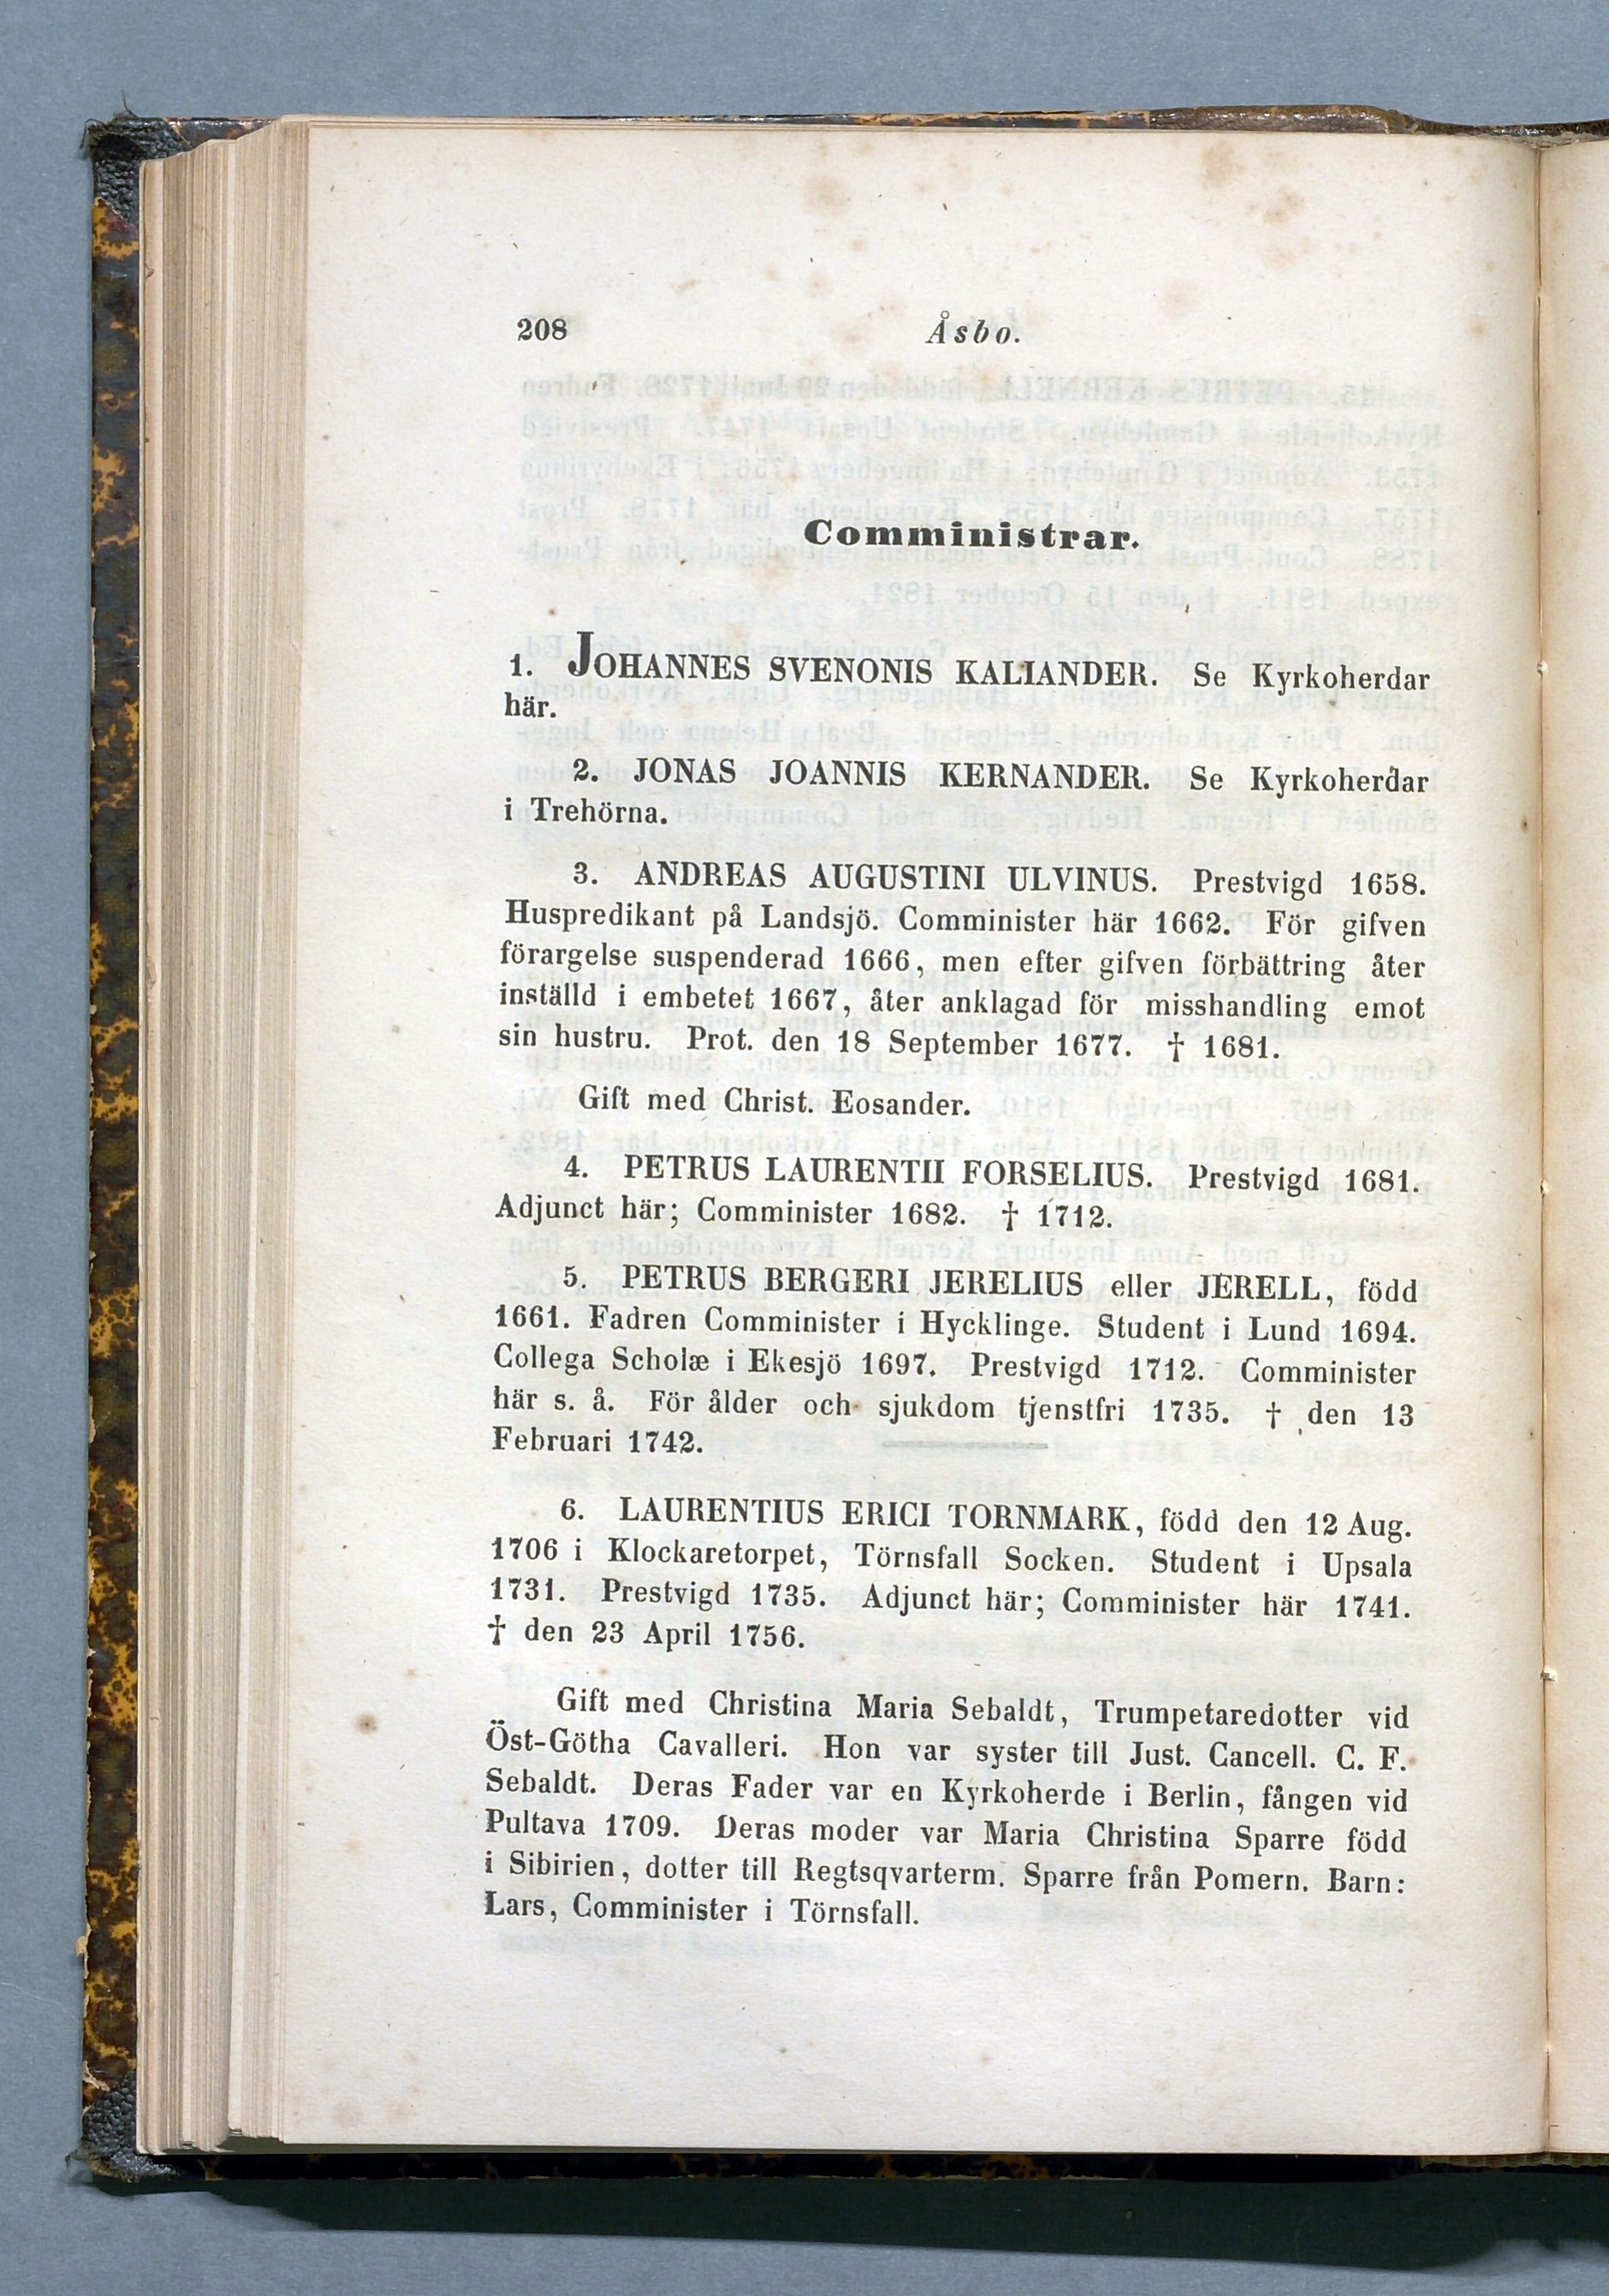 208 Åsbo.
Comministrar.
1. JOHANNES SVENONIS KALIANDER. Se Kyrkoherdar
här.
2. JONAS JOANNIS KERNANDER. Se Kyrkoherdar
i Trehörna.
3. ANDREAS AUGUSTINI ULVINUS. Prestvigd 1658.
Huspredikant på Landsjö. Comminister här 1662. För gifven
förargelse suspenderad 1666, men efter gifven förbättring åter
inställd i embetet 1667, åter anklagad för misshandling emot
sin hustru. Prot. den 18 September 1677. † 1681.
Gift med Christ. Eosander.
4. PETRUS LAURENTII FORSELIUS. Prestvigd 1681.
Adjunct här; Comminister 1682. † 1712.
5. PETRUS BERGERI JERELIUS eller JERELL, född
1661. Fadren Comminister i Hycklinge. Student i Lund 1694.
Collega Scholæ i Ekesjö 1697. Prestvigd 1712. Comminister
här s. å. För ålder och sjukdom tjenstfri 1735. † den 13
Februari 1742.
6. LAURENTIUS ERICI TORNMARK, född den 12 Aug.
1706 i Klockaretorpet, Törnsfall Socken. Student i Upsala
1731. Prestvigd 1735. Adjunct här; Comminister här 1741.
† den 23 April 1756.
Gift med Christina Maria Sebaldt, Trumpetaredotter vid
Öst-Götha Cavalleri. Hon var syster till Just. Cancell. C. F.
Sebaldt. Deras Fader var en Kyrkoherde i Berlin, fången vid
Pultava 1709. Deras moder var Maria Christina Sparre född
i Sibirien, dotter till Regtsqvarterm. Sparre från Pomern. Barn:
Lars, Comminister i Törnsfall.